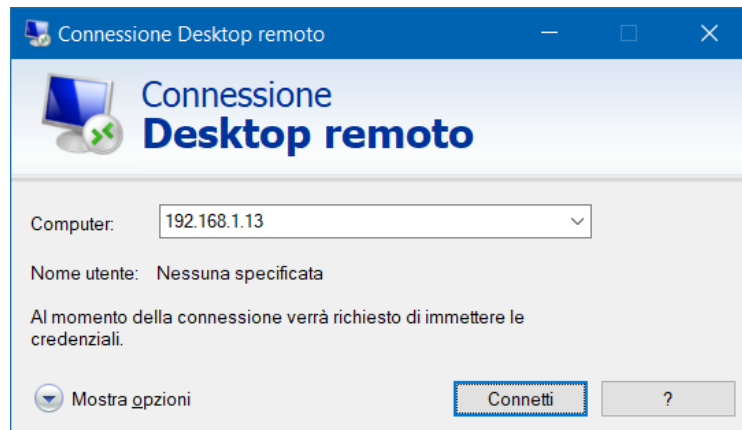 Connessione Desktop remoto
Connessione
Desktop remoto
Computer: 192.168.1.13
Nome utente: Nessuna specificata
Al momento della connessione verrà richiesto di immettere le
credenziali.
Mostra opzioni Connetti ?